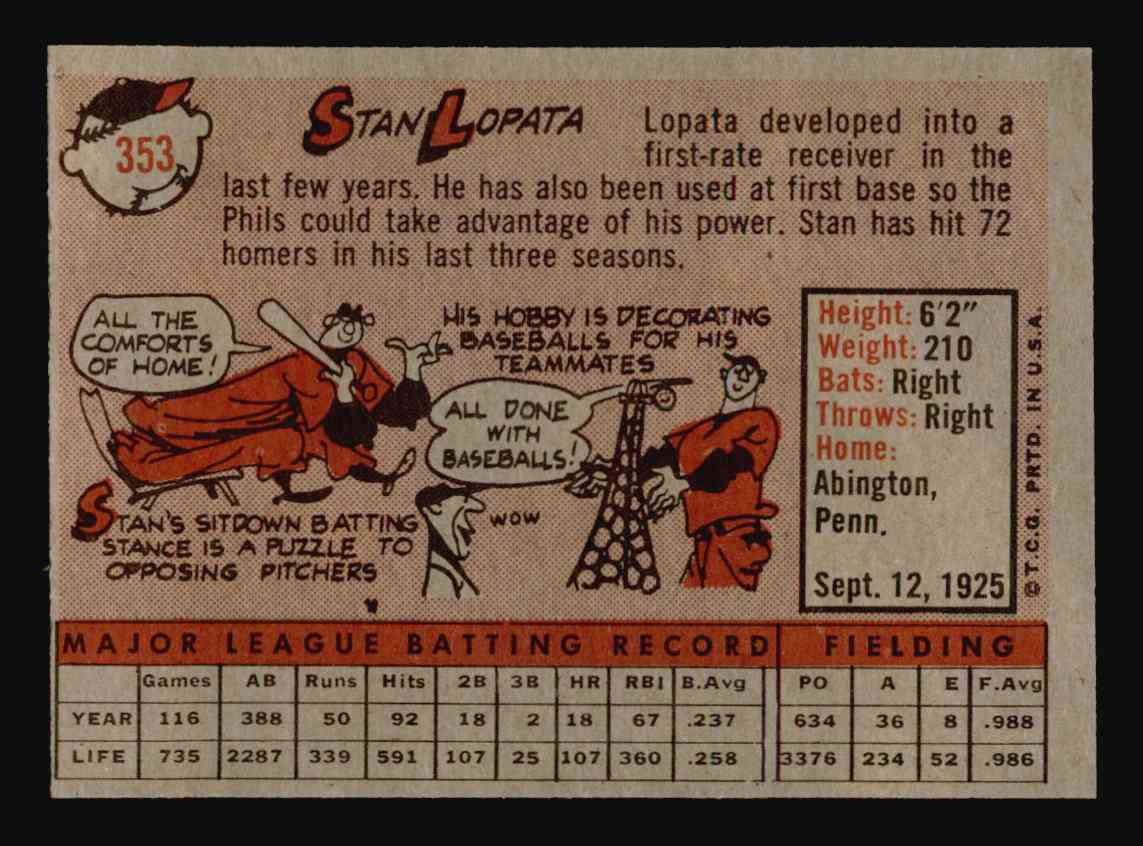 353
STAN LOPATA
Lopata developed into a
first-rate receiver in the
last few years. He has also been used at first base so the
Phils could take advantage of his power. Stan has hit 72
homers in his last three seasons.
ALL THE
COMFORTS
OF HOME!
STAN'S SITDOWN BATTING
STANCE IS A PUZZLE TO
OPPOSING PITCHERS
HIS HOBBY IS DECORATING
BASEBALLS FOR HIS
TEAMMATES
ALL DONE
WITH
BASEBALLS!
WOW
Height: 6'2"
Weight: 210
Bats: Right
Throws: Right
Home:
Abington,
Penn.
Sept. 12, 1925
© T.C.G. PRTD. IN U.S.A.
MAJOR LEAGUE BATTING RECORD FIELDING
Games AB Runs Hits 2B 3B HR RBI B.Avg PO A E F.Avg
YEAR 116 388 50 92 18 2 18 67 .237 634 36 8 .988
LIFE 735 2287 339 591 107 25 107 360 .258 3376 234 52 .986